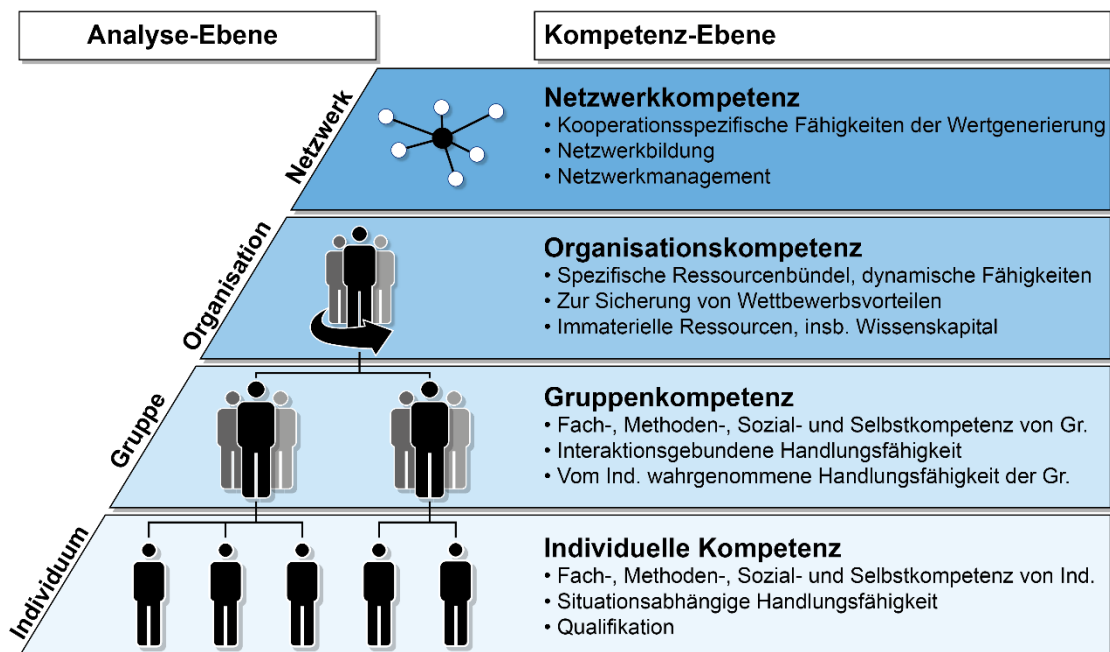 Analyse-Ebene
Kompetenz-Ebene
Netzwerk
Netzwerkkompetenz
• Kooperationsspezifische Fähigkeiten der Wertgenerierung
• Netzwerkbildung
• Netzwerkmanagement
Organisation
Organisationskompetenz
• Spezifische Ressourcenbündel, dynamische Fähigkeiten
• Zur Sicherung von Wettbewerbsvorteilen
• Immaterielle Ressourcen, insb. Wissenskapital
Gruppe
Gruppenkompetenz
• Fach-, Methoden-, Sozial- und Selbstkompetenz von Gr.
• Interaktionsgebundene Handlungsfähigkeit
• Vom Ind. wahrgenommene Handlungsfähigkeit der Gr.
Individuum
Individuelle Kompetenz
• Fach-, Methoden-, Sozial- und Selbstkompetenz von Ind.
• Situationsabhängige Handlungsfähigkeit
• Qualifikation